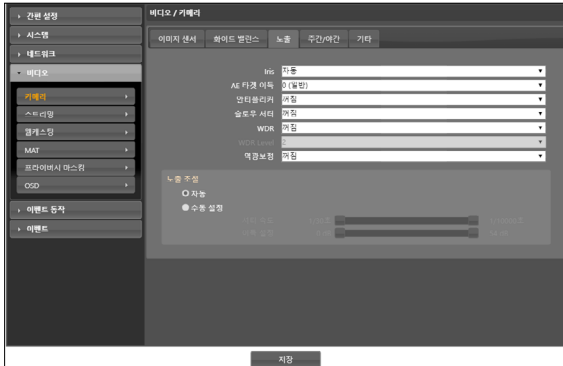 간편 설정
시스템
네트워크
비디오
카메라
스트리밍
웹캐스팅
MAT
프라이버시 마스킹
OSD
이벤트 동작
이벤트
비디오 / 카메라
이미지 센서 화이트 밸런스 노출 주간/야간 기타
Iris 자동
AE 타겟 이득 0 (일반)
안티플리커 꺼짐
슬로우 셔터 꺼짐
WDR 꺼짐
WDR Level 2
역광보정 꺼짐
노출 조절
자동
수동 설정
저장